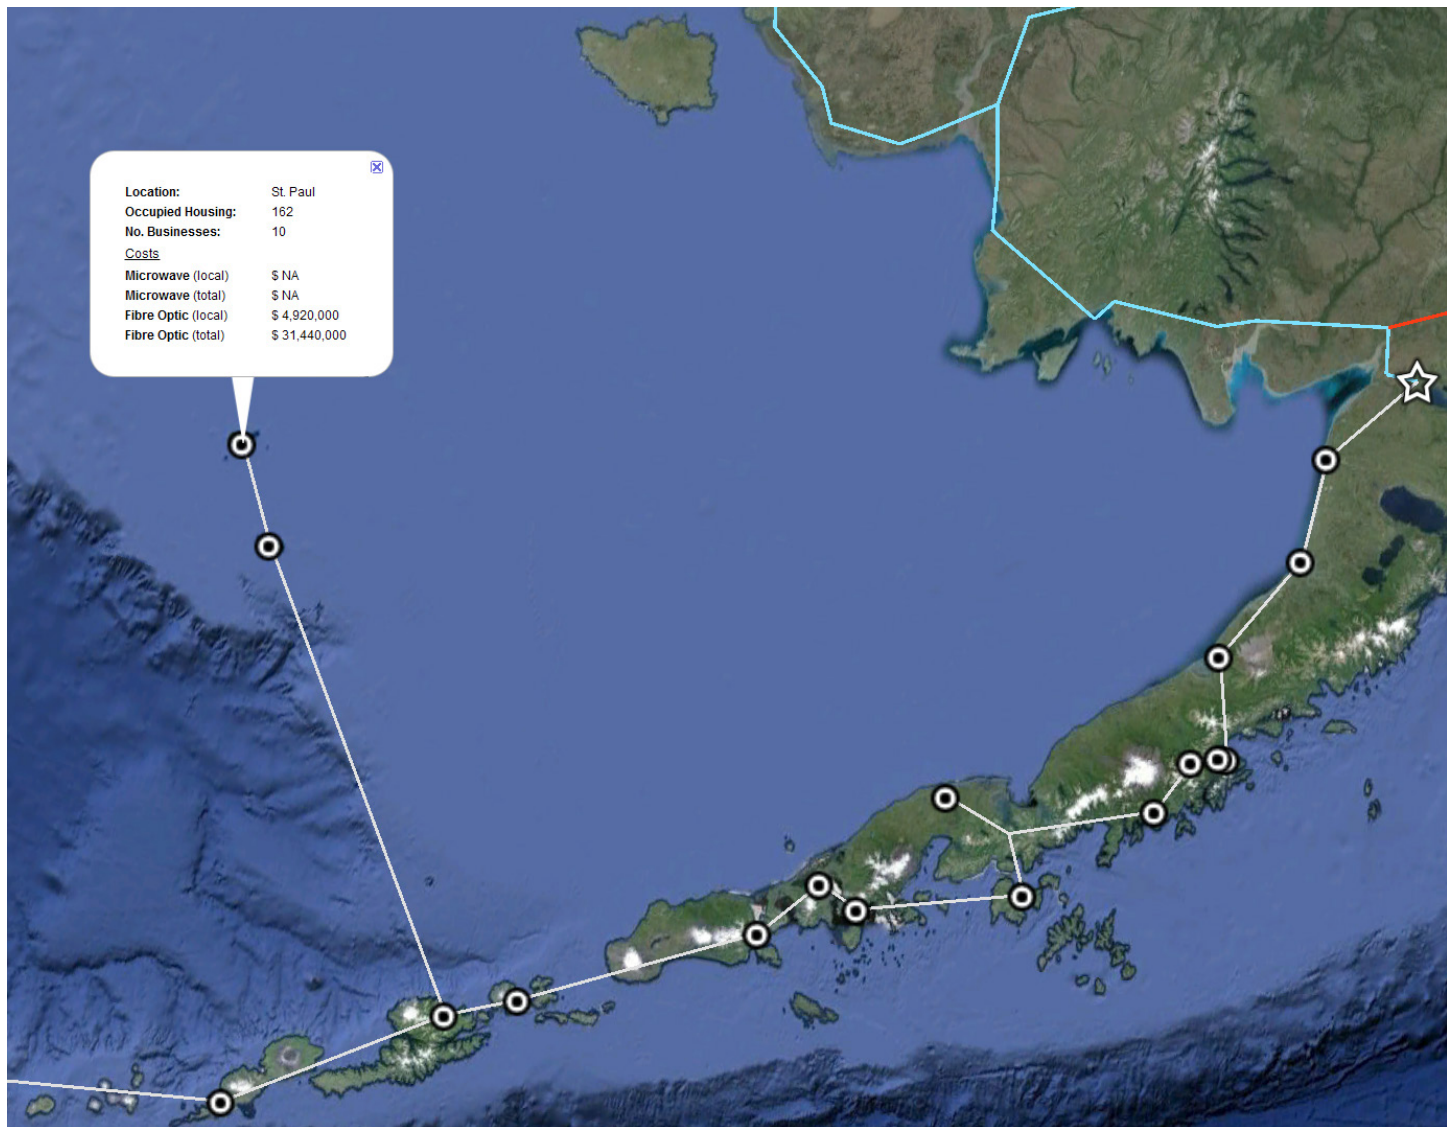 Location: St. Paul
Occupied Housing: 162
No. Businesses: 10
Costs
Microwave (local) $ NA
Microwave (total) $ NA
Fibre Optic (local) $ 4,920,000
Fibre Optic (total) $ 31,440,000